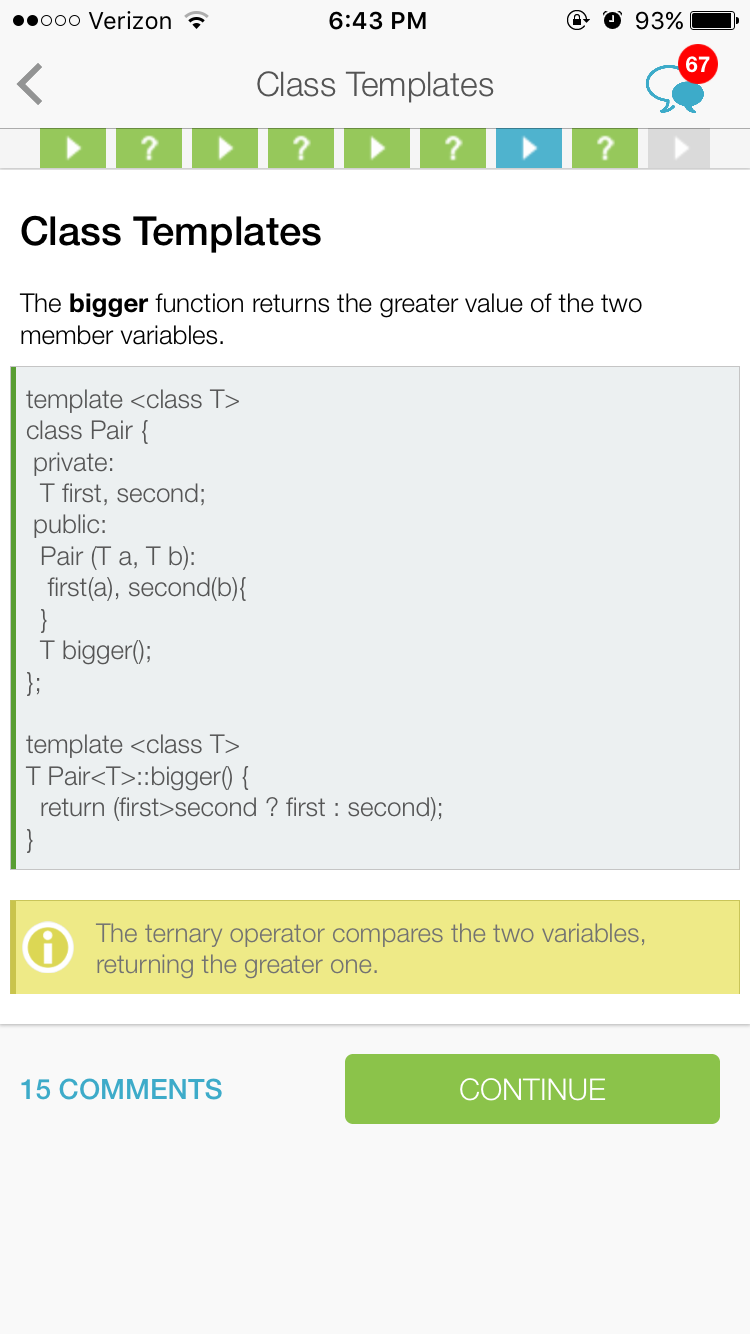 Verizon 6:43 PM 93%
Class Templates 67
? ? ? ?
Class Templates
The bigger function returns the greater value of the two
member variables.
template <class T>
class Pair {
private:
T first, second;
public:
Pair (T a, T b):
first(a), second(b){
}
T bigger();
};
template <class T>
T Pair<T>::bigger() {
return (first>second ? first : second);
}
i The ternary operator compares the two variables,
returning the greater one.
15 COMMENTS CONTINUE